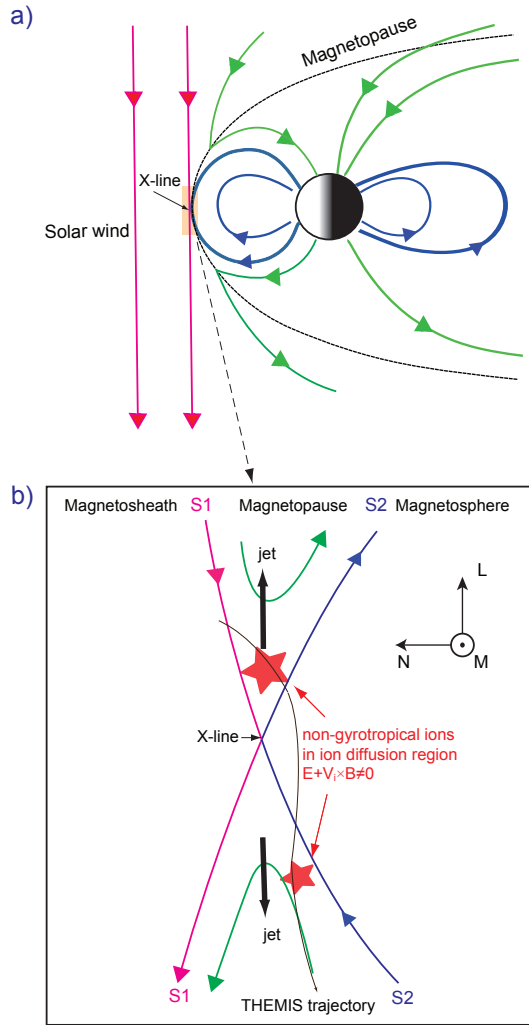 a)
Magnetopause
X-line
Solar wind
b)
Magnetosheath S1 Magnetopause S2 Magnetosphere
jet
L
N
M
X-line
non-gyrotropical ions
in ion diffusion region
E+Vᵢ×B≠0
jet
S1
S2
THEMIS trajectory